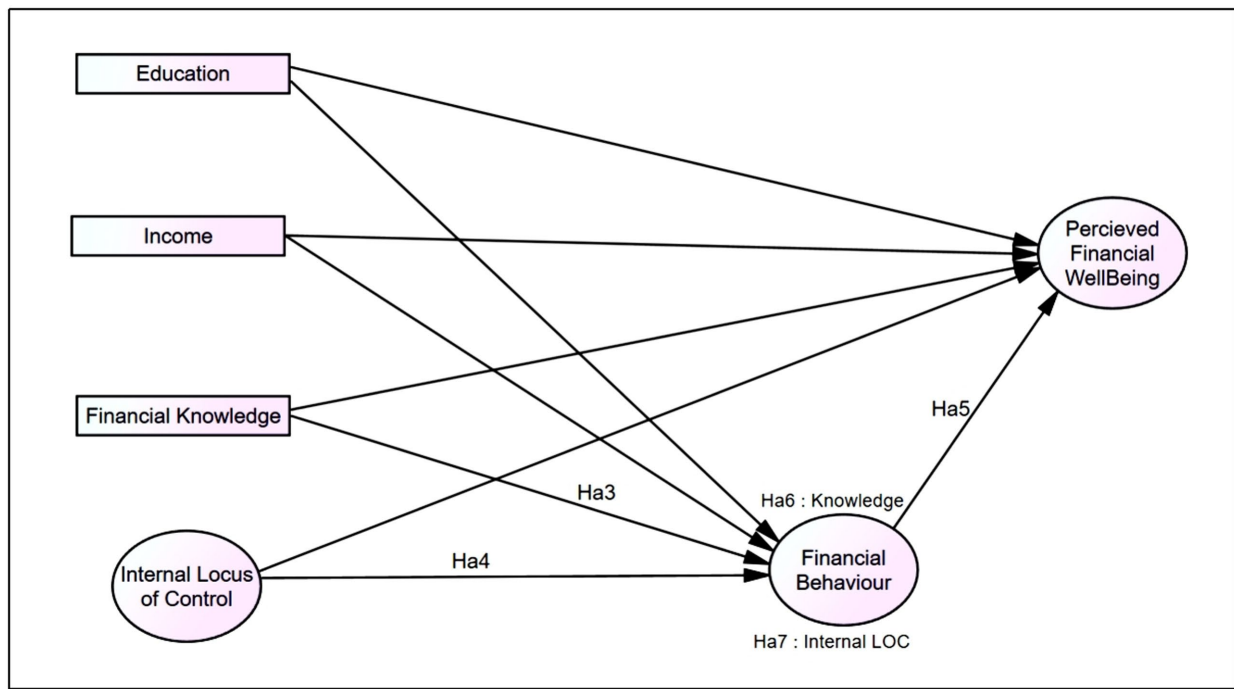 Education
Income
Percieved
Financial
WellBeing
Financial Knowledge
Ha5
Ha3
Ha6 : Knowledge
Ha4
Internal Locus
of Control
Financial
Behaviour
Ha7 : Internal LOC